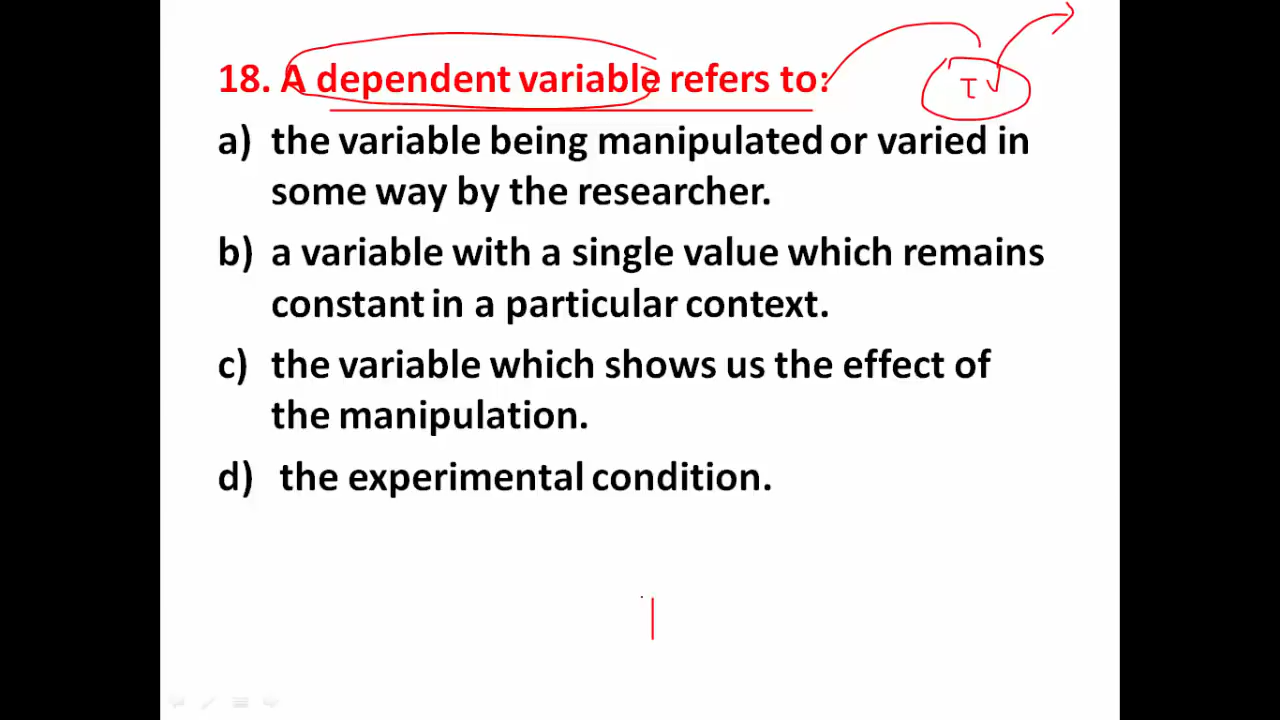 18. A dependent variable refers to:
IV
a) the variable being manipulated or varied in
some way by the researcher.
b) a variable with a single value which remains
constant in a particular context.
c) the variable which shows us the effect of
the manipulation.
d) the experimental condition.